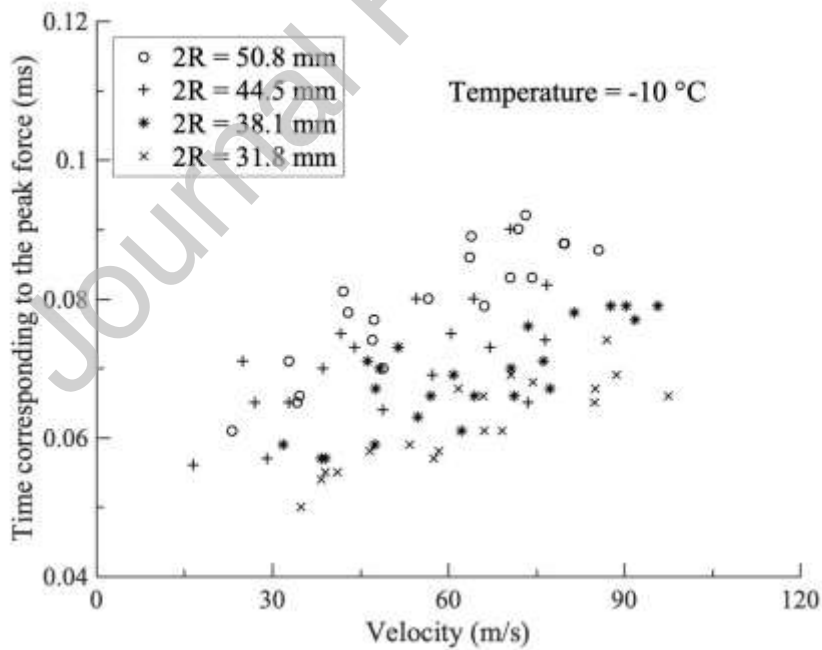 Time corresponding to the peak force (ms)
0.12
0.1
0.08
0.06
0.04
2R = 50.8 mm
2R = 44.5 mm
2R = 38.1 mm
2R = 31.8 mm
Temperature = -10 °C
0
30
60
90
120
Velocity (m/s)
Journal P